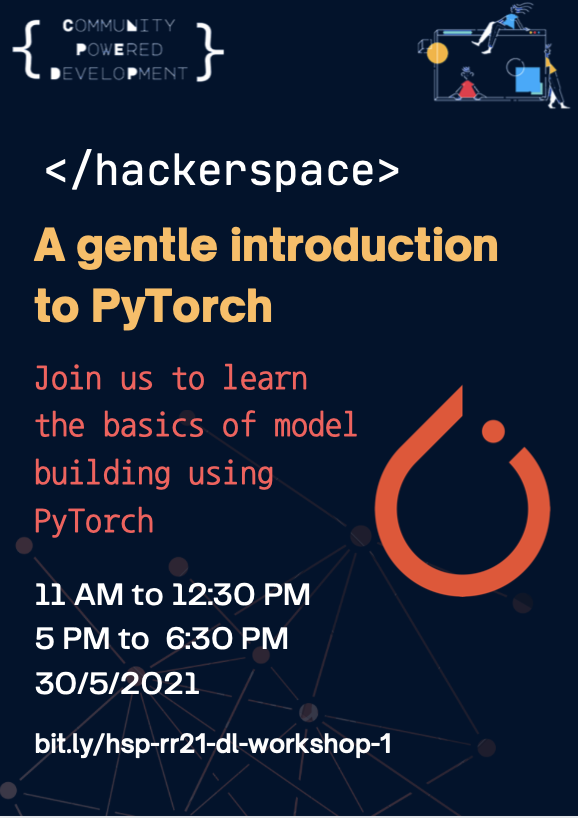 COMMUNITY
POWERED
DEVELOPMENT
</hackerspace>
A gentle introduction
to PyTorch
Join us to learn
the basics of model
building using
PyTorch
11 AM to 12:30 PM
5 PM to 6:30 PM
30/5/2021
bit.ly/hsp-rr21-dl-workshop-1